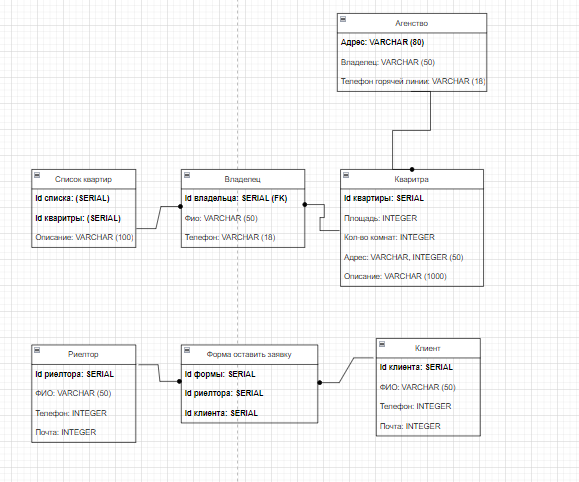 Агенство
Адрес: VARCHAR (80)
Владелец: VARCHAR (50)
Телефон горячей линии: VARCHAR (18)
Список квартир
Id списка: (SERIAL)
Id кваритры: (SERIAL)
Описание: VARCHAR (100)
Владелец
Id владельца: SERIAL (FK)
Фио: VARCHAR (50)
Телефон: VARCHAR (18)
Кваритра
Id квартиры: SERIAL
Площадь: INTEGER
Кол-во комнат: INTEGER
Адрес: VARCHAR, INTEGER (50)
Описание: VARCHAR (1000)
Риелтор
Id риелтора: SERIAL
ФИО: VARCHAR (50)
Телефон: INTEGER
Почта: INTEGER
Форма оставить заявку
Id формы: SERIAL
Id риелтора: SERIAL
Id клиента: SERIAL
Клиент
Id клиента: SERIAL
ФИО: VARCHAR (50)
Телефон: INTEGER
Почта: INTEGER